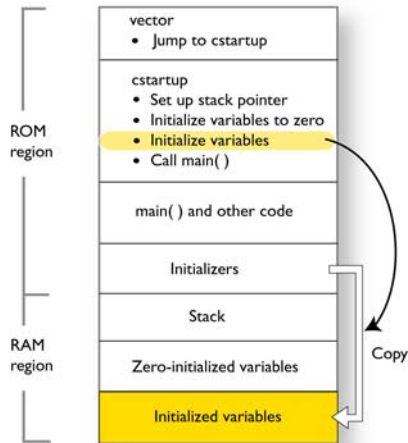 vector
• Jump to cstartup
cstartup
• Set up stack pointer
• Initialize variables to zero
• Initialize variables
• Call main( )
ROM
region
main( ) and other code
Initializers
Stack
RAM
region
Copy
Zero-initialized variables
Initialized variables